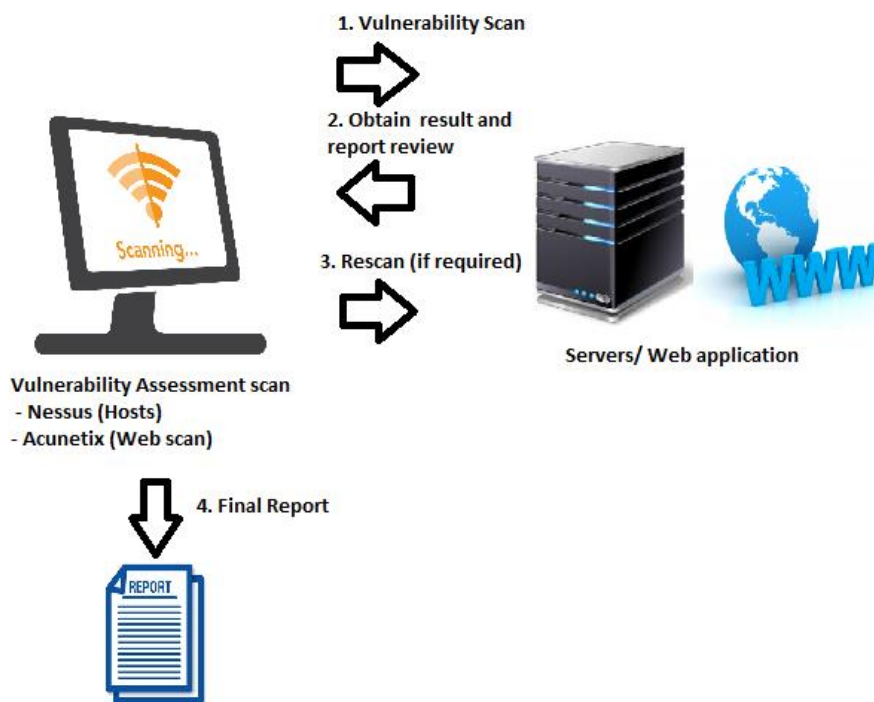 1. Vulnerability Scan
2. Obtain result and
report review
Scanning...
3. Rescan (if required)
WWW
Servers/ Web application
Vulnerability Assessment scan
- Nessus (Hosts)
- Acunetix (Web scan)
4. Final Report
REPORT